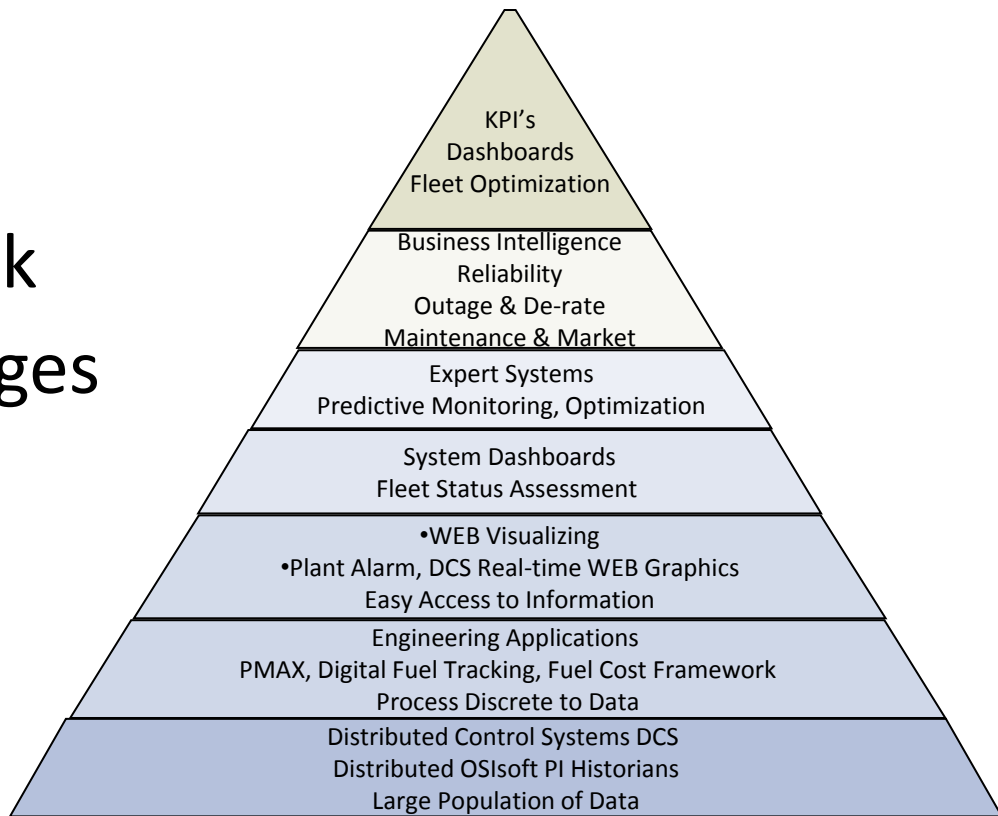 k
ges
KPI's
Dashboards
Fleet Optimization
Business Intelligence
Reliability
Outage & De-rate
Maintenance & Market
Expert Systems
Predictive Monitoring, Optimization
System Dashboards
Fleet Status Assessment
•WEB Visualizing
•Plant Alarm, DCS Real-time WEB Graphics
Easy Access to Information
Engineering Applications
PMAX, Digital Fuel Tracking, Fuel Cost Framework
Process Discrete to Data
Distributed Control Systems DCS
Distributed OSIsoft PI Historians
Large Population of Data